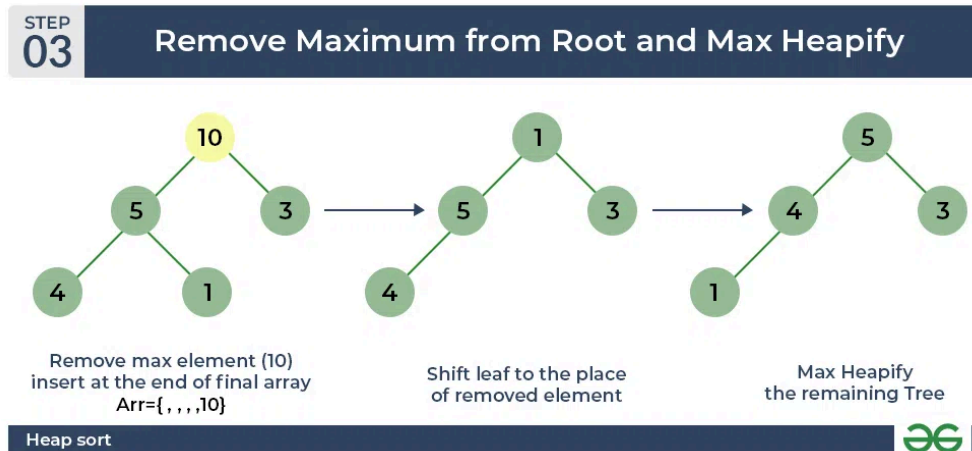 STEP
03
Remove Maximum from Root and Max Heapify
10
5
3
4
1
1
5
3
4
5
4
3
1
Remove max element (10)
insert at the end of final array
Arr={ , , , ,10}
Shift leaf to the place
of removed element
Max Heapify
the remaining Tree
Heap sort